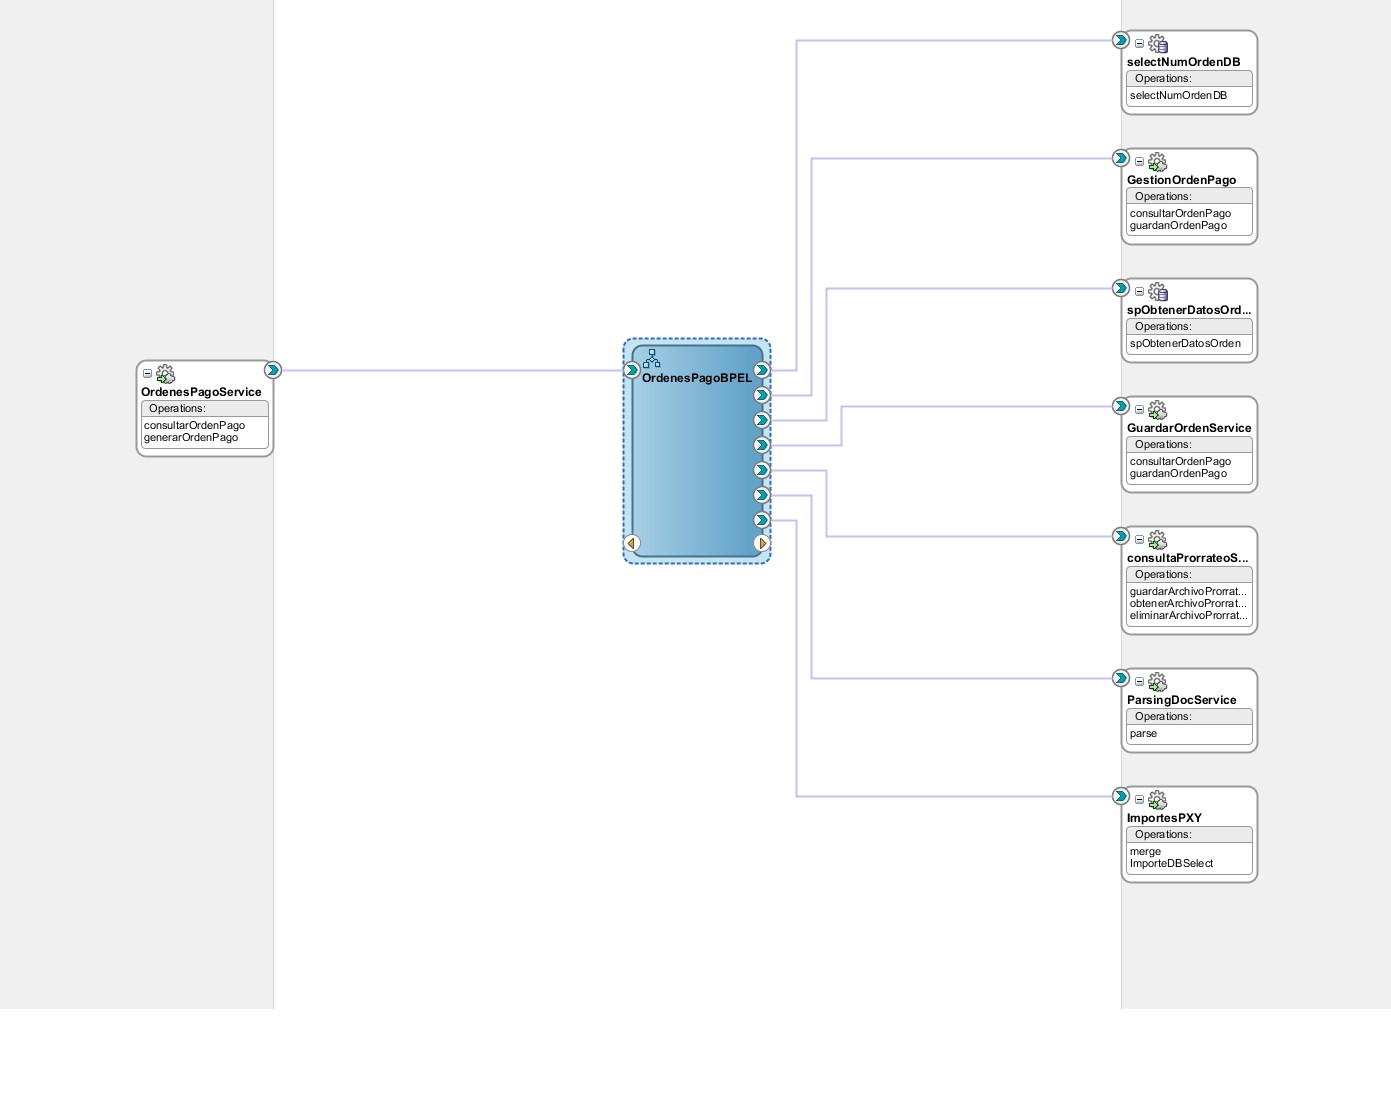 selectNumOrdenDB
Operations:
selectNumOrdenDB
GestionOrdenPago
Operations:
consultarOrdenPago
guardanOrdenPago
spObtenerDatosOrd...
Operations:
spObtenerDatosOrden
OrdenesPagoService
Operations:
consultarOrdenPago
generarOrdenPago
OrdenesPagoBPEL
GuardarOrdenService
Operations:
consultarOrdenPago
guardanOrdenPago
consultaProrrateoS...
Operations:
guardarArchivoProrrat...
obtenerArchivoProrrat...
eliminarArchivoProrrat...
ParsingDocService
Operations:
parse
ImportesPXY
Operations:
merge
ImporteDBSelect